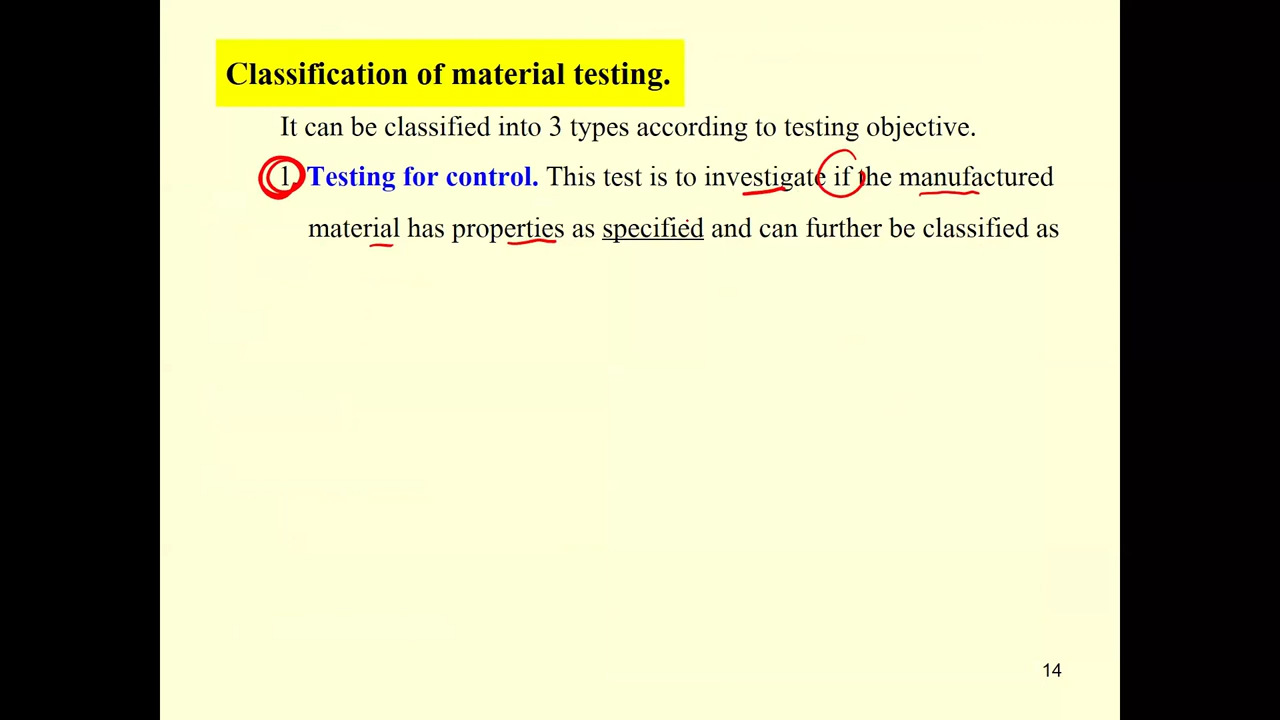 Classification of material testing.
It can be classified into 3 types according to testing objective.
1. Testing for control. This test is to investigate if the manufactured
material has properties as specified and can further be classified as
14